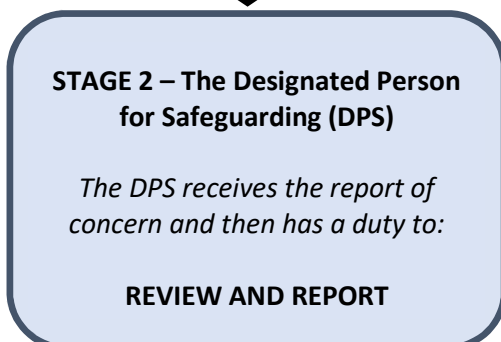 STAGE 2 – The Designated Person
for Safeguarding (DPS)
The DPS receives the report of
concern and then has a duty to:
REVIEW AND REPORT